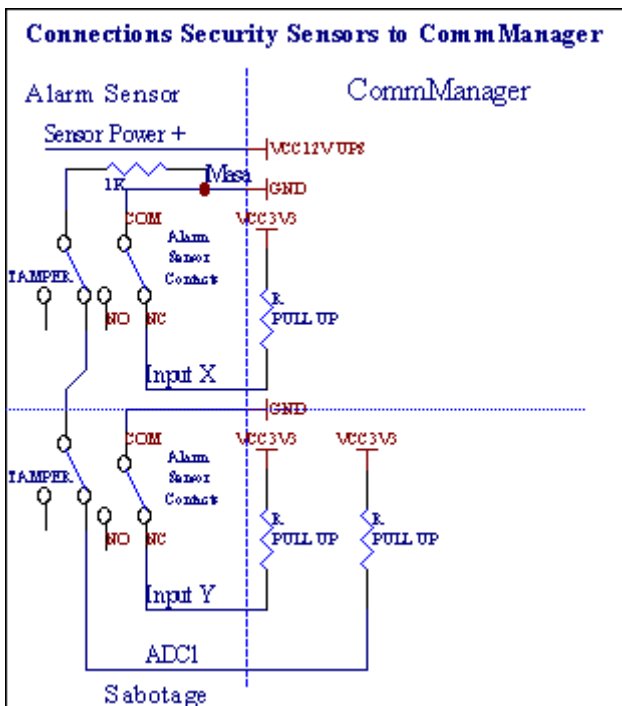 Connections Security Sensors to CommManager
Alarm Sensor
CommManager
Sensor Power +
VCC12V UPS
1K
Masa
GND
COM
VCC3V3
Alarm
Sensor
Contacts
TAMPER
NO
NC
R
PULL UP
Input X
GND
COM
VCC3V3
VCC3V3
Alarm
Sensor
Contacts
TAMPER
NO
NC
R
PULL UP
R
PULL UP
Input Y
ADC1
Sabotage